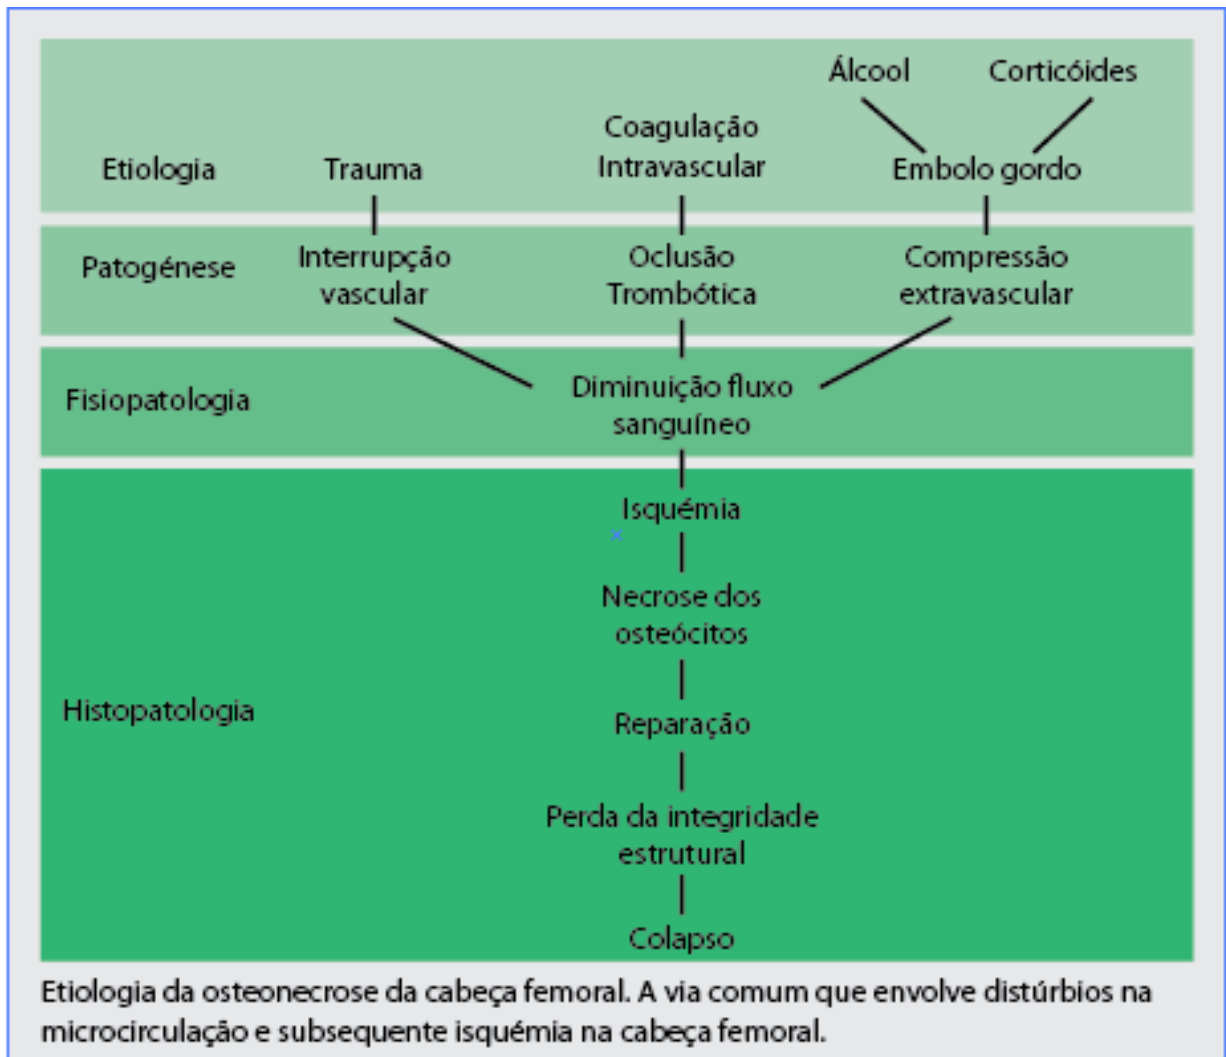 Álcool Corticóides
Coagulação
Etiologia Trauma Intravascular Embolo gordo
Patogénese Interrupção Oclusão Compressão
vascular Trombótica extravascular
Fisiopatologia Diminuição fluxo
sanguíneo
Isquémia
Necrose dos
osteócitos
Histopatologia
Reparação
Perda da integridade
estrutural
Colapso
Etiologia da osteonecrose da cabeça femoral. A via comum que envolve distúrbios na
microcirculação e subsequente isquémia na cabeça femoral.